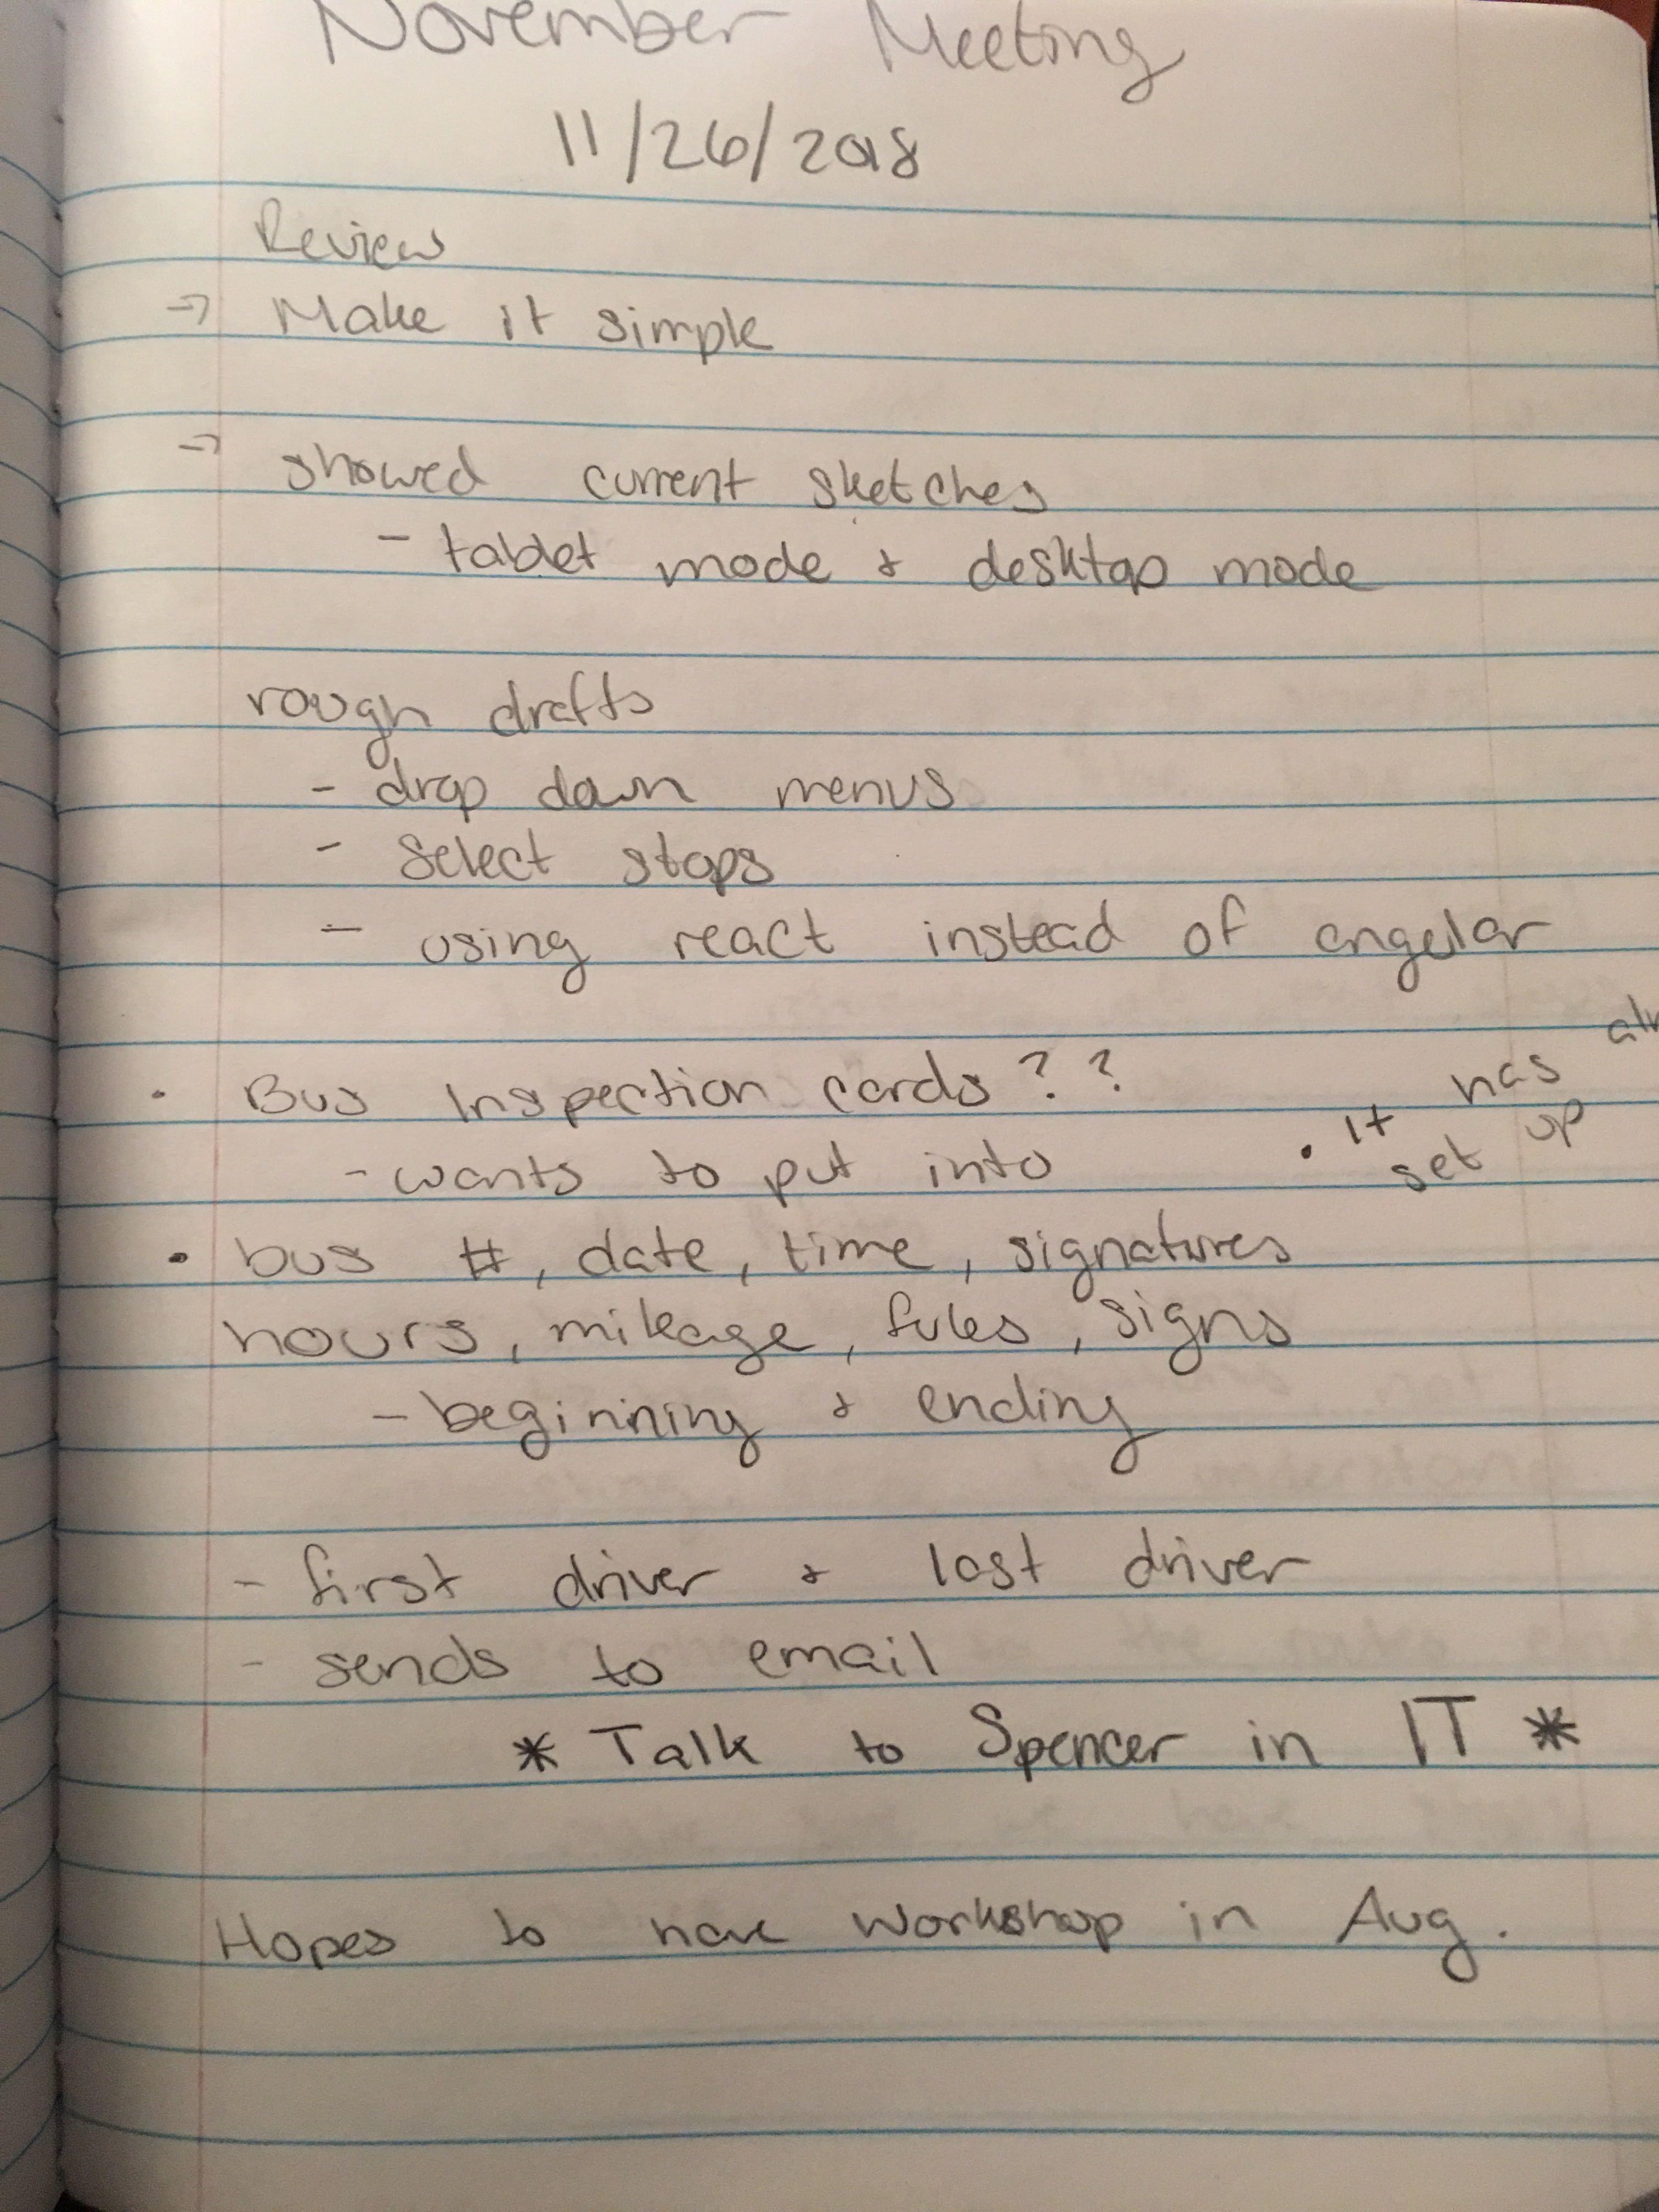 November Meeting
11/26/2018
Review
→ Make it simple
→ showed current sketches
- tablet mode & desktop mode
rough drafts
- drop down menus
- Select stops
- using react instead of angular
• Bus Inspection cards??
- wants to put into
• It has
set up
• bus #, date, time, signatures
hours, mileage, fules, signs
- beginning & ending
- first driver & last driver
- sends to email
* Talk to Spencer in IT *
Hopes to have workshop in Aug.